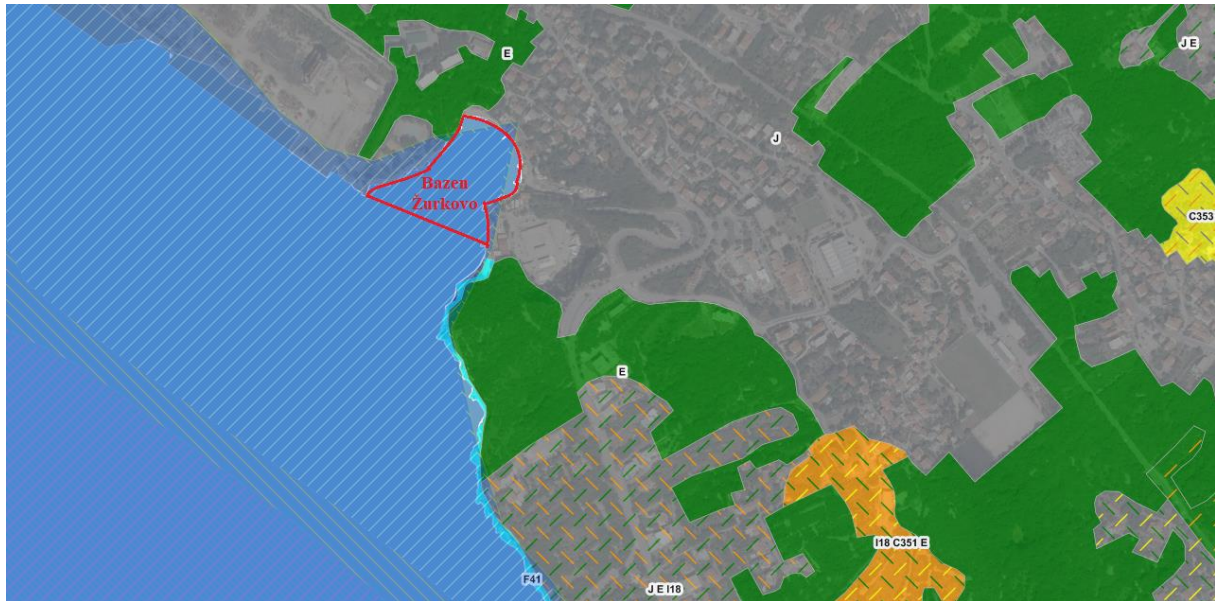 E
J E
J
C353
Bazen
Žurkovo
E
I18 C351 E
F41
J E I18